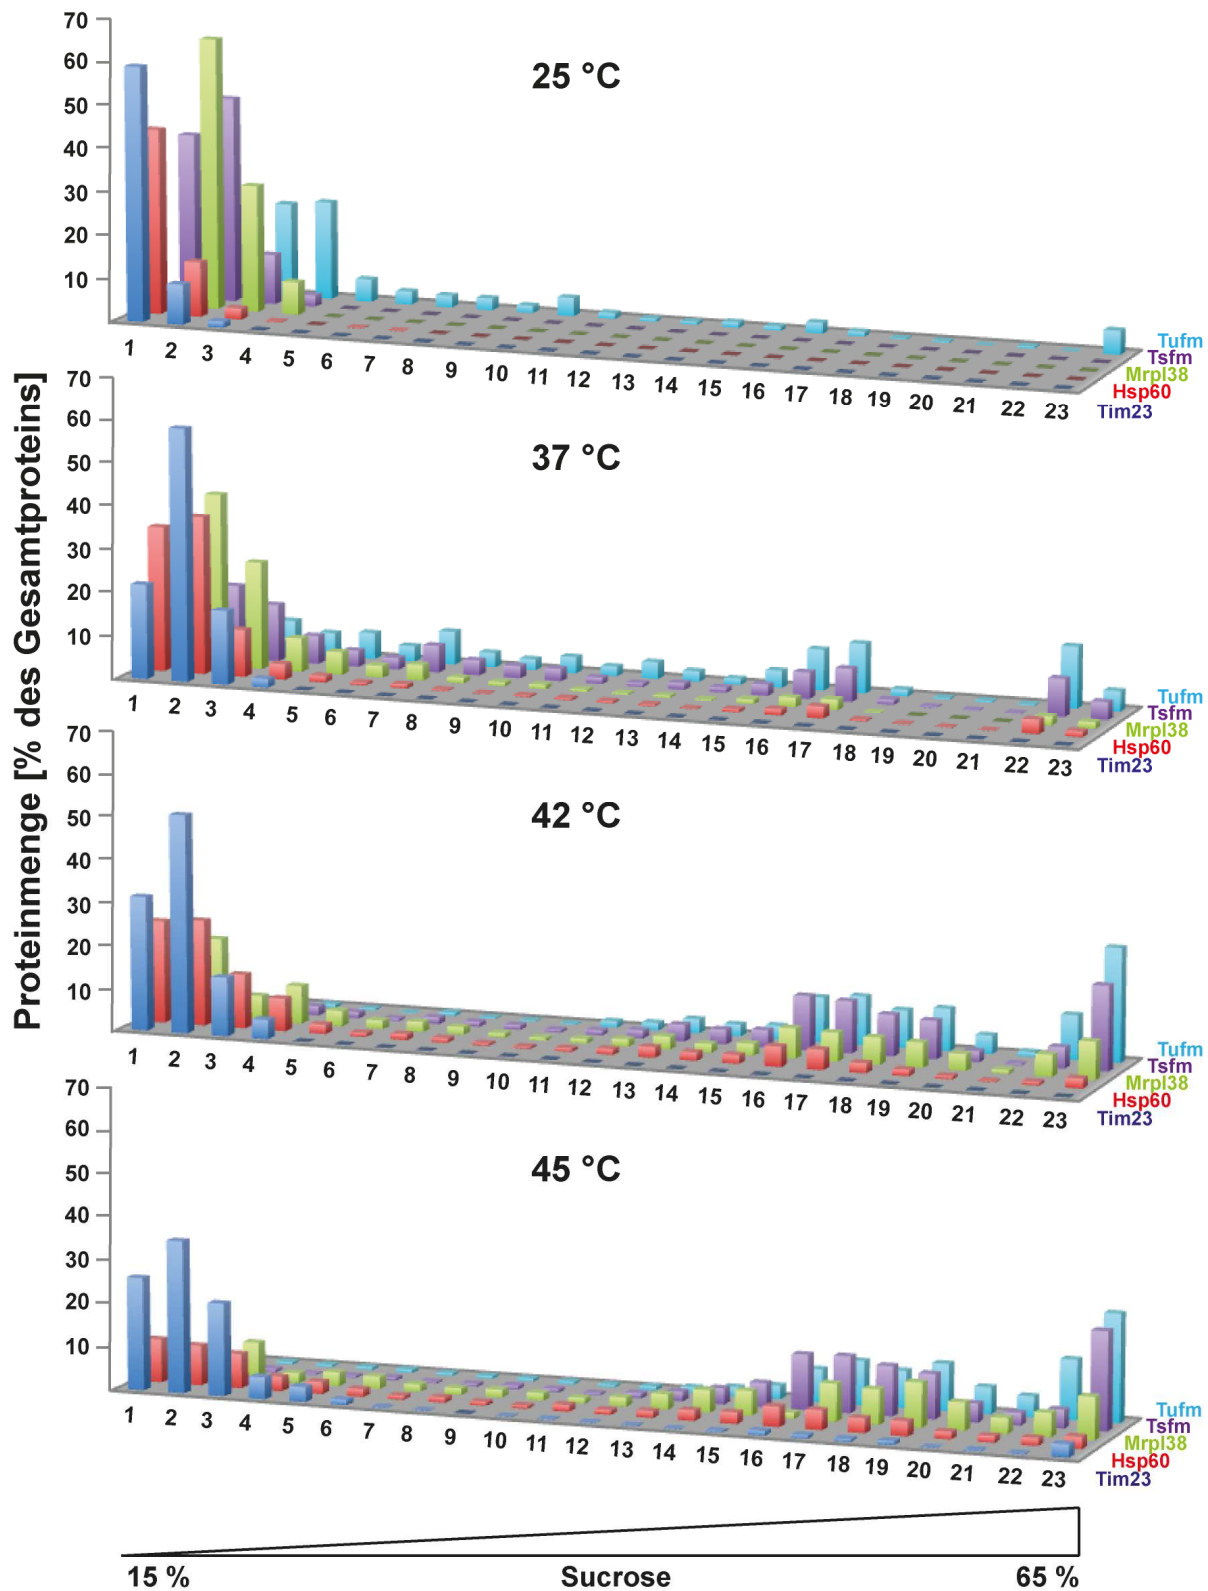 Proteinmenge [% des Gesamtproteins]
25 °C
70
60
50
40
30
20
10
1 2 3 4 5 6 7 8 9 10 11 12 13 14 15 16 17 18 19 20 21 22 23
Tufm
Tsfm
Mrpl38
Hsp60
Tim23
37 °C
70
60
50
40
30
20
10
1 2 3 4 5 6 7 8 9 10 11 12 13 14 15 16 17 18 20 20 21 22 23
Tufm
Tsfm
Mrpl38
Hsp60
Tim23
42 °C
70
60
50
40
30
20
10
1 2 3 4 5 6 7 8 9 10 11 12 13 14 15 16 17 18 19 20 21 22 23
Tufm
Tsfm
Mrpl38
Hsp60
Tim23
45 °C
70
60
50
40
30
20
10
1 2 3 4 5 6 7 8 9 10 11 12 13 14 15 16 17 18 19 20 21 22 23
Tufm
Tsfm
Mrpl38
Hsp60
Tim23
15 % Sucrose 65 %